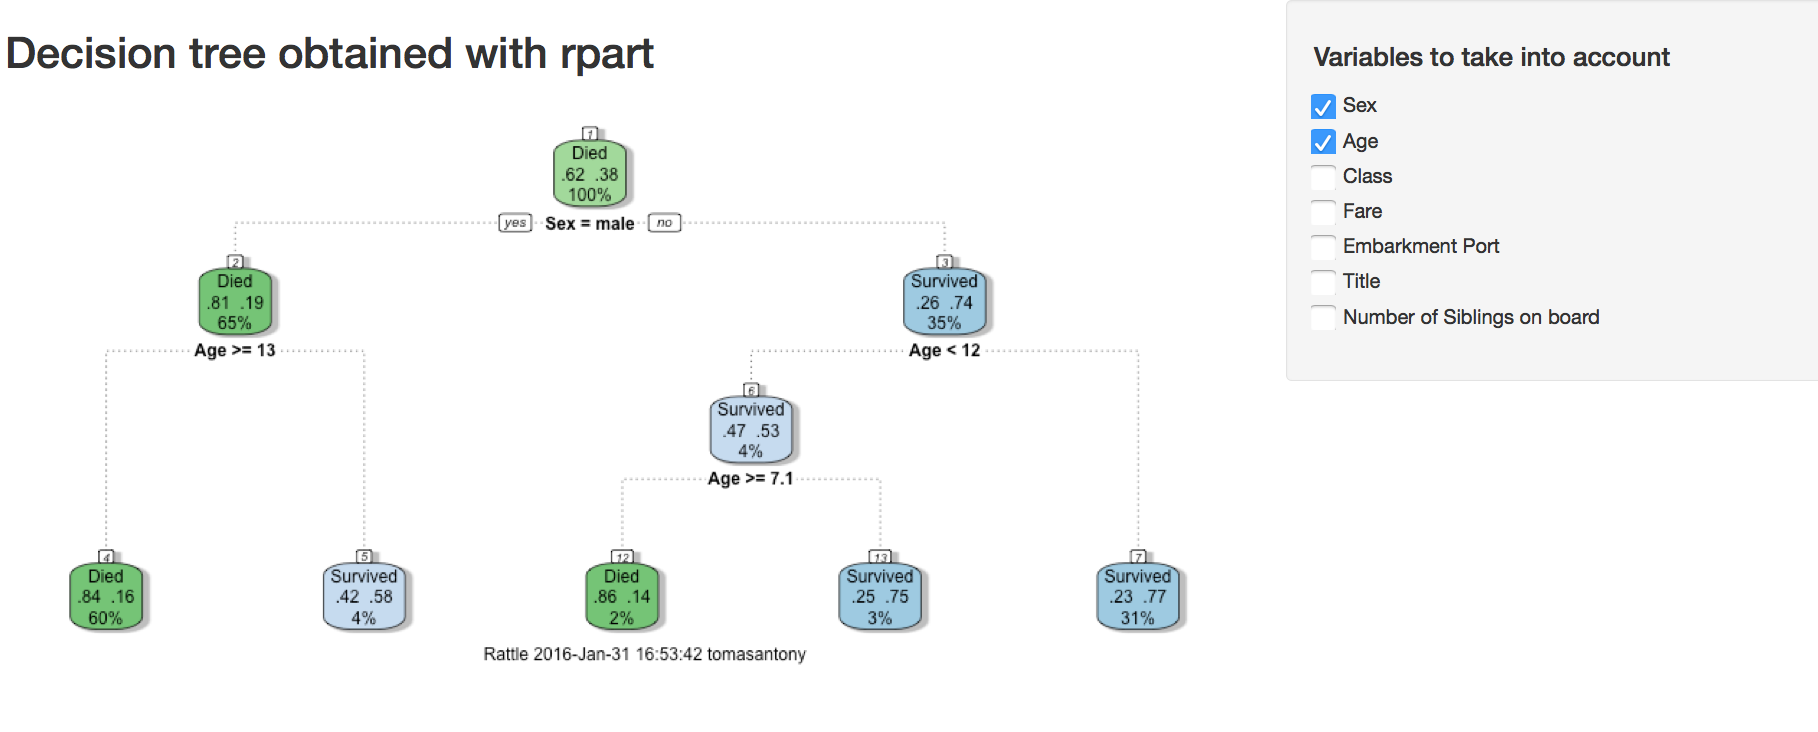 Decision tree obtained with rpart
1
Died
.62 .38
100%
yes Sex = male no
2
Died
.81 .19
65%
Age >= 13
3
Survived
.26 .74
35%
Age < 12
6
Survived
.47 .53
4%
Age >= 7.1
4
Died
.84 .16
60%
5
Survived
.42 .58
4%
12
Died
.86 .14
2%
13
Survived
.25 .75
3%
7
Survived
.23 .77
31%
Rattle 2016-Jan-31 16:53:42 tomasantony
Variables to take into account
Sex
Age
Class
Fare
Embarkment Port
Title
Number of Siblings on board